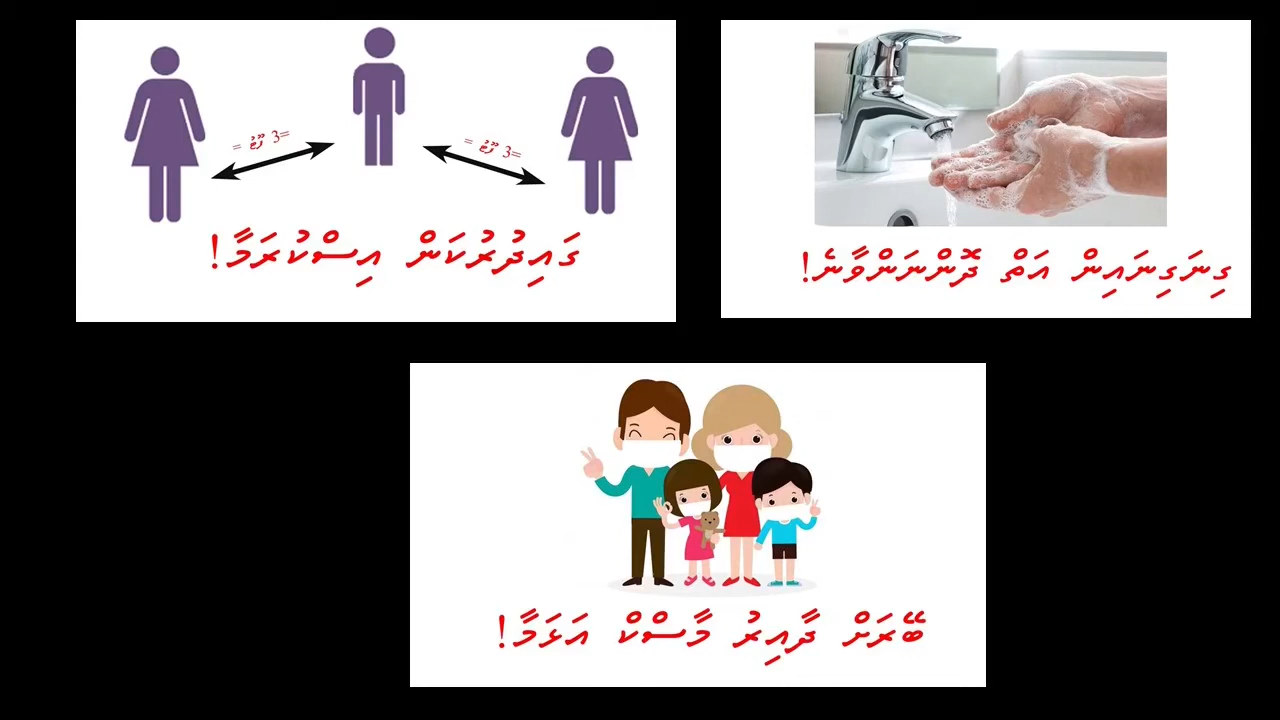 =3 ފޫޓު =
=3 ފޫޓު =
ގައިދުރުކަން އިސްކުރަމާ!
ގިނަގިނައިން އަތް ދޮންނަންވާނެ!
ބޭރަށް ދާއިރު މާސްކް އަޅަމާ!